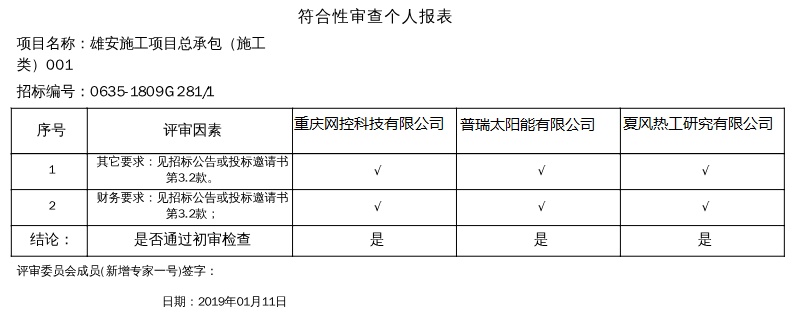 符合性审查个人报表
项目名称：雄安施工项目总承包（施工
类）001
招标编号：0635-1809G281/1
序号 评审因素 重庆网控科技有限公司 普瑞太阳能有限公司 夏风热工研究有限公司
1 其它要求：见招标公告或投标邀请书 √ √ √
第3.2款。
2 财务要求：见招标公告或投标邀请书 √ √ √
第3.2款；
结论： 是否通过初审检查 是 是 是
评审委员会成员(新增专家一号)签字：
日期：2019年01月11日